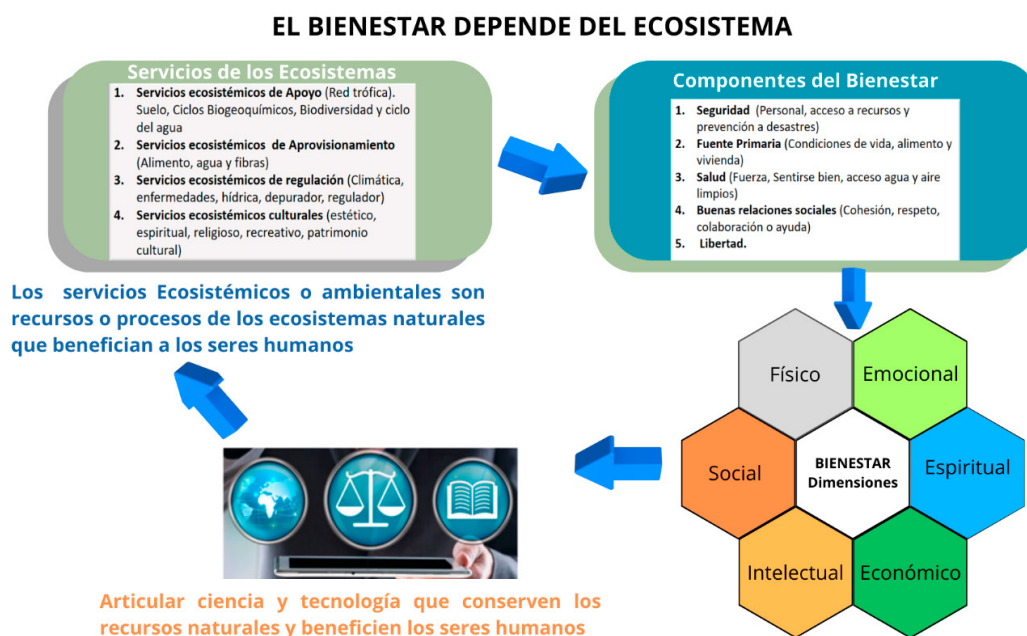 EL BIENESTAR DEPENDE DEL ECOSISTEMA
Servicios de los Ecosistemas
1. Servicios ecosistémicos de Apoyo (Red trófica).
Suelo, Ciclos Biogeoquímicos, Biodiversidad y ciclo
del agua
2. Servicios ecosistémicos de Aprovisionamiento
(Alimento, agua y fibras)
3. Servicios ecosistémicos de regulación (Climática,
enfermedades, hídrica, depurador, regulador)
4. Servicios ecosistémicos culturales (estético,
espiritual, religioso, recreativo, patrimonio
cultural)
Componentes del Bienestar
1. Seguridad (Personal, acceso a recursos y
prevención a desastres)
2. Fuente Primaria (Condiciones de vida, alimento y
vivienda)
3. Salud (Fuerza, Sentirse bien, acceso agua y aire
limpios)
4. Buenas relaciones sociales (Cohesión, respeto,
colaboración o ayuda)
5. Libertad.
Los servicios Ecosistémicos o ambientales son
recursos o procesos de los ecosistemas naturales
que benefician a los seres humanos
Físico
Emocional
Social
BIENESTAR
Dimensiones
Espiritual
Intelectual
Económico
Articular ciencia y tecnología que conserven los
recursos naturales y beneficien los seres humanos